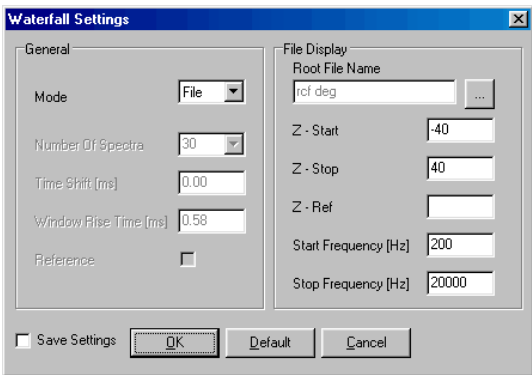 Waterfall Settings
General
Mode
File
Number Of Spectra
30
Time Shift [ms]
0.00
Window Rise Time [ms]
0.58
Reference
File Display
Root File Name
rcf deg
...
Z - Start
-40
Z - Stop
40
Z - Ref
Start Frequency [Hz]
200
Stop Frequency [Hz]
20000
Save Settings
OK
Default
Cancel